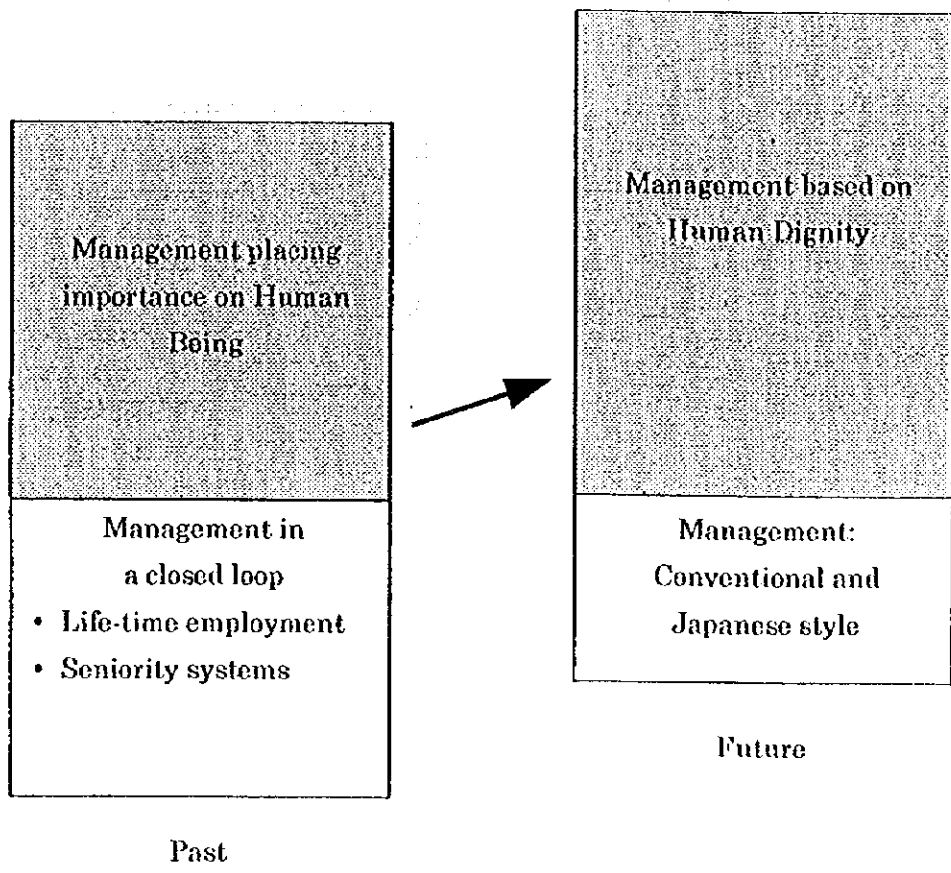 Management placing
importance on Human
Being
Management in
a closed loop
• Life-time employment
• Seniority systems
Past
Management based on
Human Dignity
Management:
Conventional and
Japanese style
Future